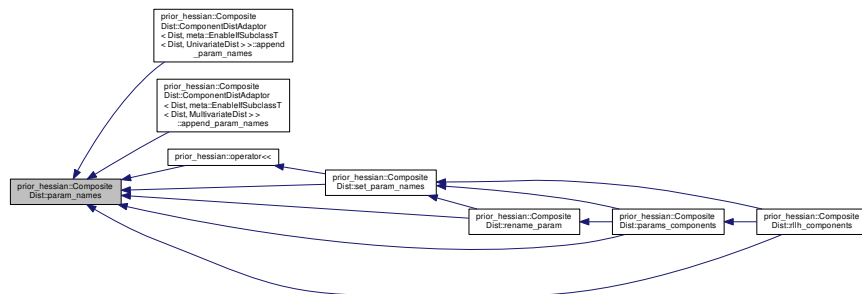 prior_hessian::Composite
Dist::ComponentDistAdaptor
< Dist, meta::EnableIfSubclassT
< Dist, UnivariateDist > >::append
_param_names
prior_hessian::Composite
Dist::ComponentDistAdaptor
< Dist, meta::EnableIfSubclassT
< Dist, MultivariateDist > >
::append_param_names
prior_hessian::operator<<
prior_hessian::Composite
Dist::param_names
prior_hessian::Composite
Dist::set_param_names
prior_hessian::Composite
Dist::rename_param
prior_hessian::Composite
Dist::params_components
prior_hessian::Composite
Dist::rllh_components